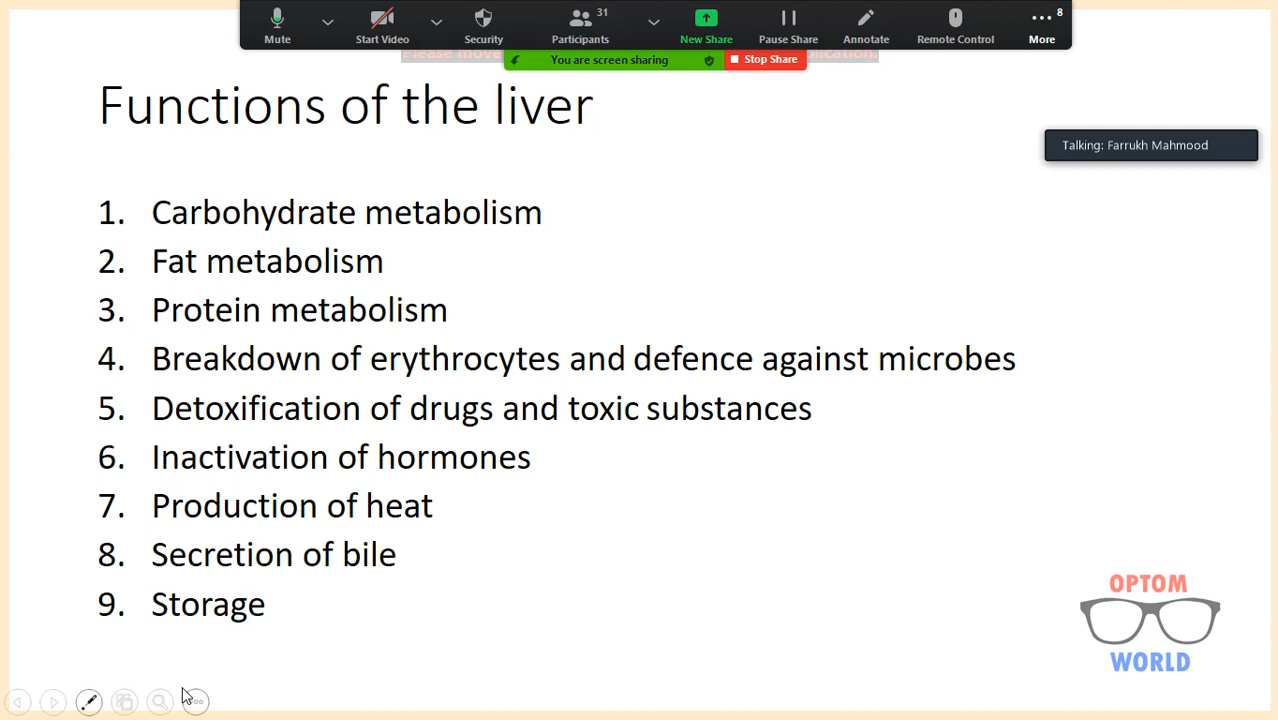 31
8
Mute
Start Video
Security
Participants
New Share
Pause Share
Annotate
Remote Control
More
Please move
lication.
You are screen sharing
Stop Share
Functions of the liver
Talking: Farrukh Mahmood
1. Carbohydrate metabolism
2. Fat metabolism
3. Protein metabolism
4. Breakdown of erythrocytes and defence against microbes
5. Detoxification of drugs and toxic substances
6. Inactivation of hormones
7. Production of heat
8. Secretion of bile
9. Storage
OPTOM
WORLD